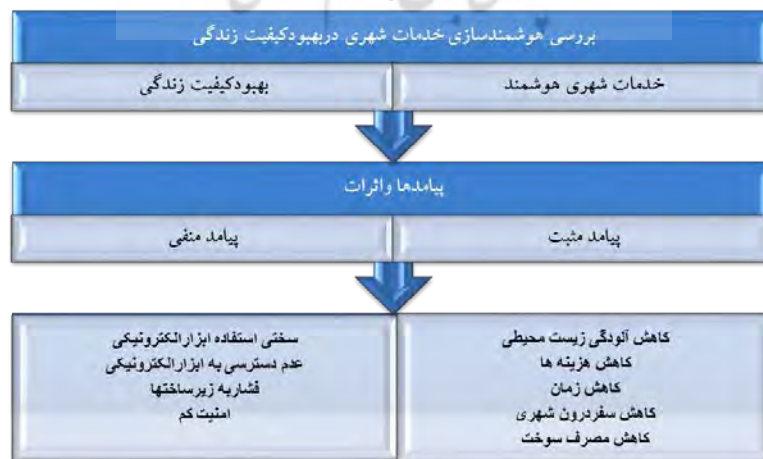 بررسی هوشمندسازی خدمات شهری دربهبودکیفیت زندگی
خدمات شهری هوشمند
بهبودکیفیت زندگی
پیامدها واثرات
پیامد مثبت
پیامد منفی
کاهش آلودگی زیست محیطی
کاهش هزینه ها
کاهش زمان
کاهش سفردرون شهری
کاهش مصرف سوخت
سختی استفاده ابزارالکترونیکی
عدم دسترسی به ابزارالکترونیکی
فشاربه زیرساختها
امنیت کم